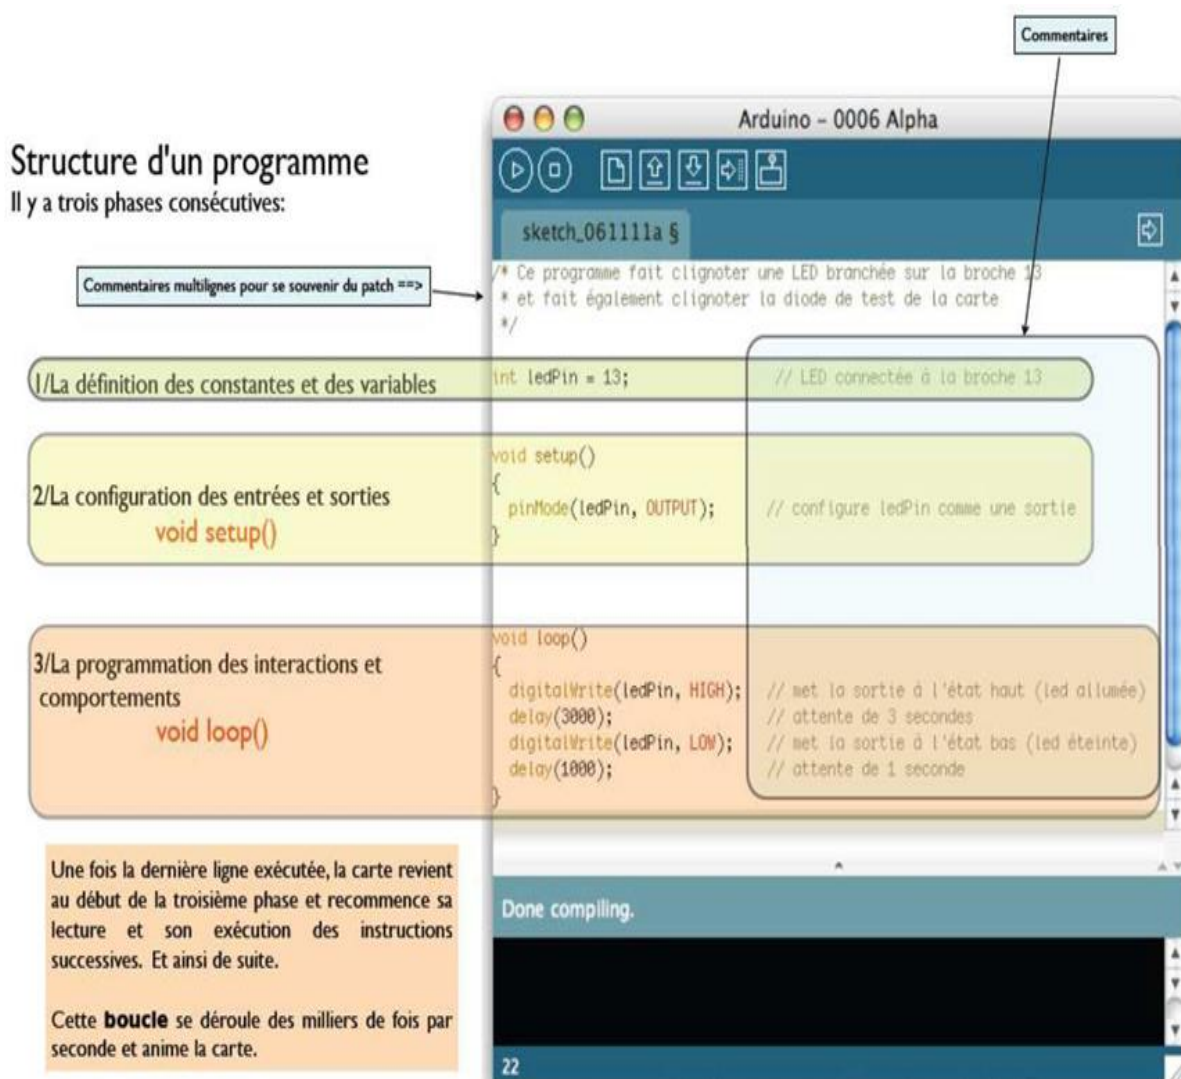 Commentaires
Arduino - 0006 Alpha
Structure d'un programme
Il y a trois phases consécutives:
sketch_061111a §
Commentaires multilignes pour se souvenir du patch ==>
/* Ce programme fait clignoter une LED branchée sur la broche 13
* et fait également clignoter la diode de test de la carte
*/
1/La définition des constantes et des variables
int ledPin = 13; // LED connectée à la broche 13
2/La configuration des entrées et sorties
void setup()
void setup()
{
pinMode(ledPin, OUTPUT); // configure ledPin comme une sortie
}
3/La programmation des interactions et
comportements
void loop()
void loop()
{
digitalWrite(ledPin, HIGH); // met la sortie à l'état haut (led allumée)
delay(3000); // attente de 3 secondes
digitalWrite(ledPin, LOW); // met la sortie à l'état bas (led éteinte)
delay(1000); // attente de 1 seconde
}
Une fois la dernière ligne exécutée, la carte revient
au début de la troisième phase et recommence sa
lecture et son exécution des instructions
successives. Et ainsi de suite.
Cette boucle se déroule des milliers de fois par
seconde et anime la carte.
Done compiling.
22